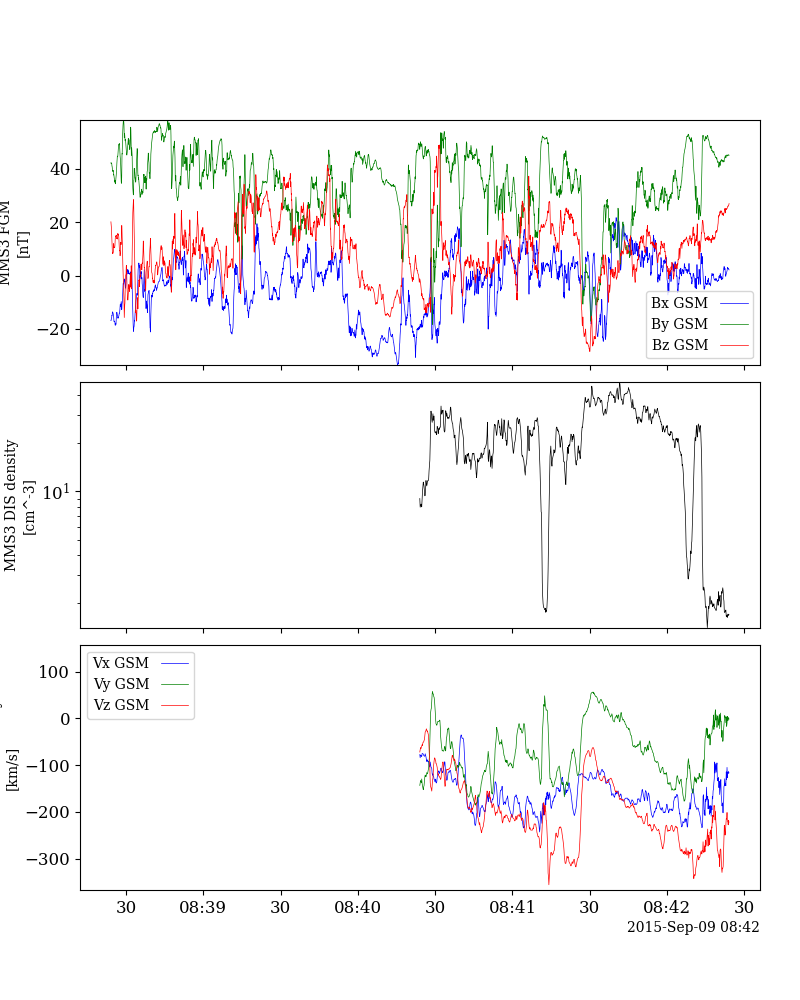 MMS3 FGM
[nT]
40
20
0
−20
Bx GSM
By GSM
Bz GSM
MMS3 DIS density
[cm^-3]
10^1
Vx GSM
Vy GSM
Vz GSM
[km/s]
100
0
−100
−200
−300
30
08:39
30
08:40
30
08:41
30
08:42
30
2015-Sep-09 08:42